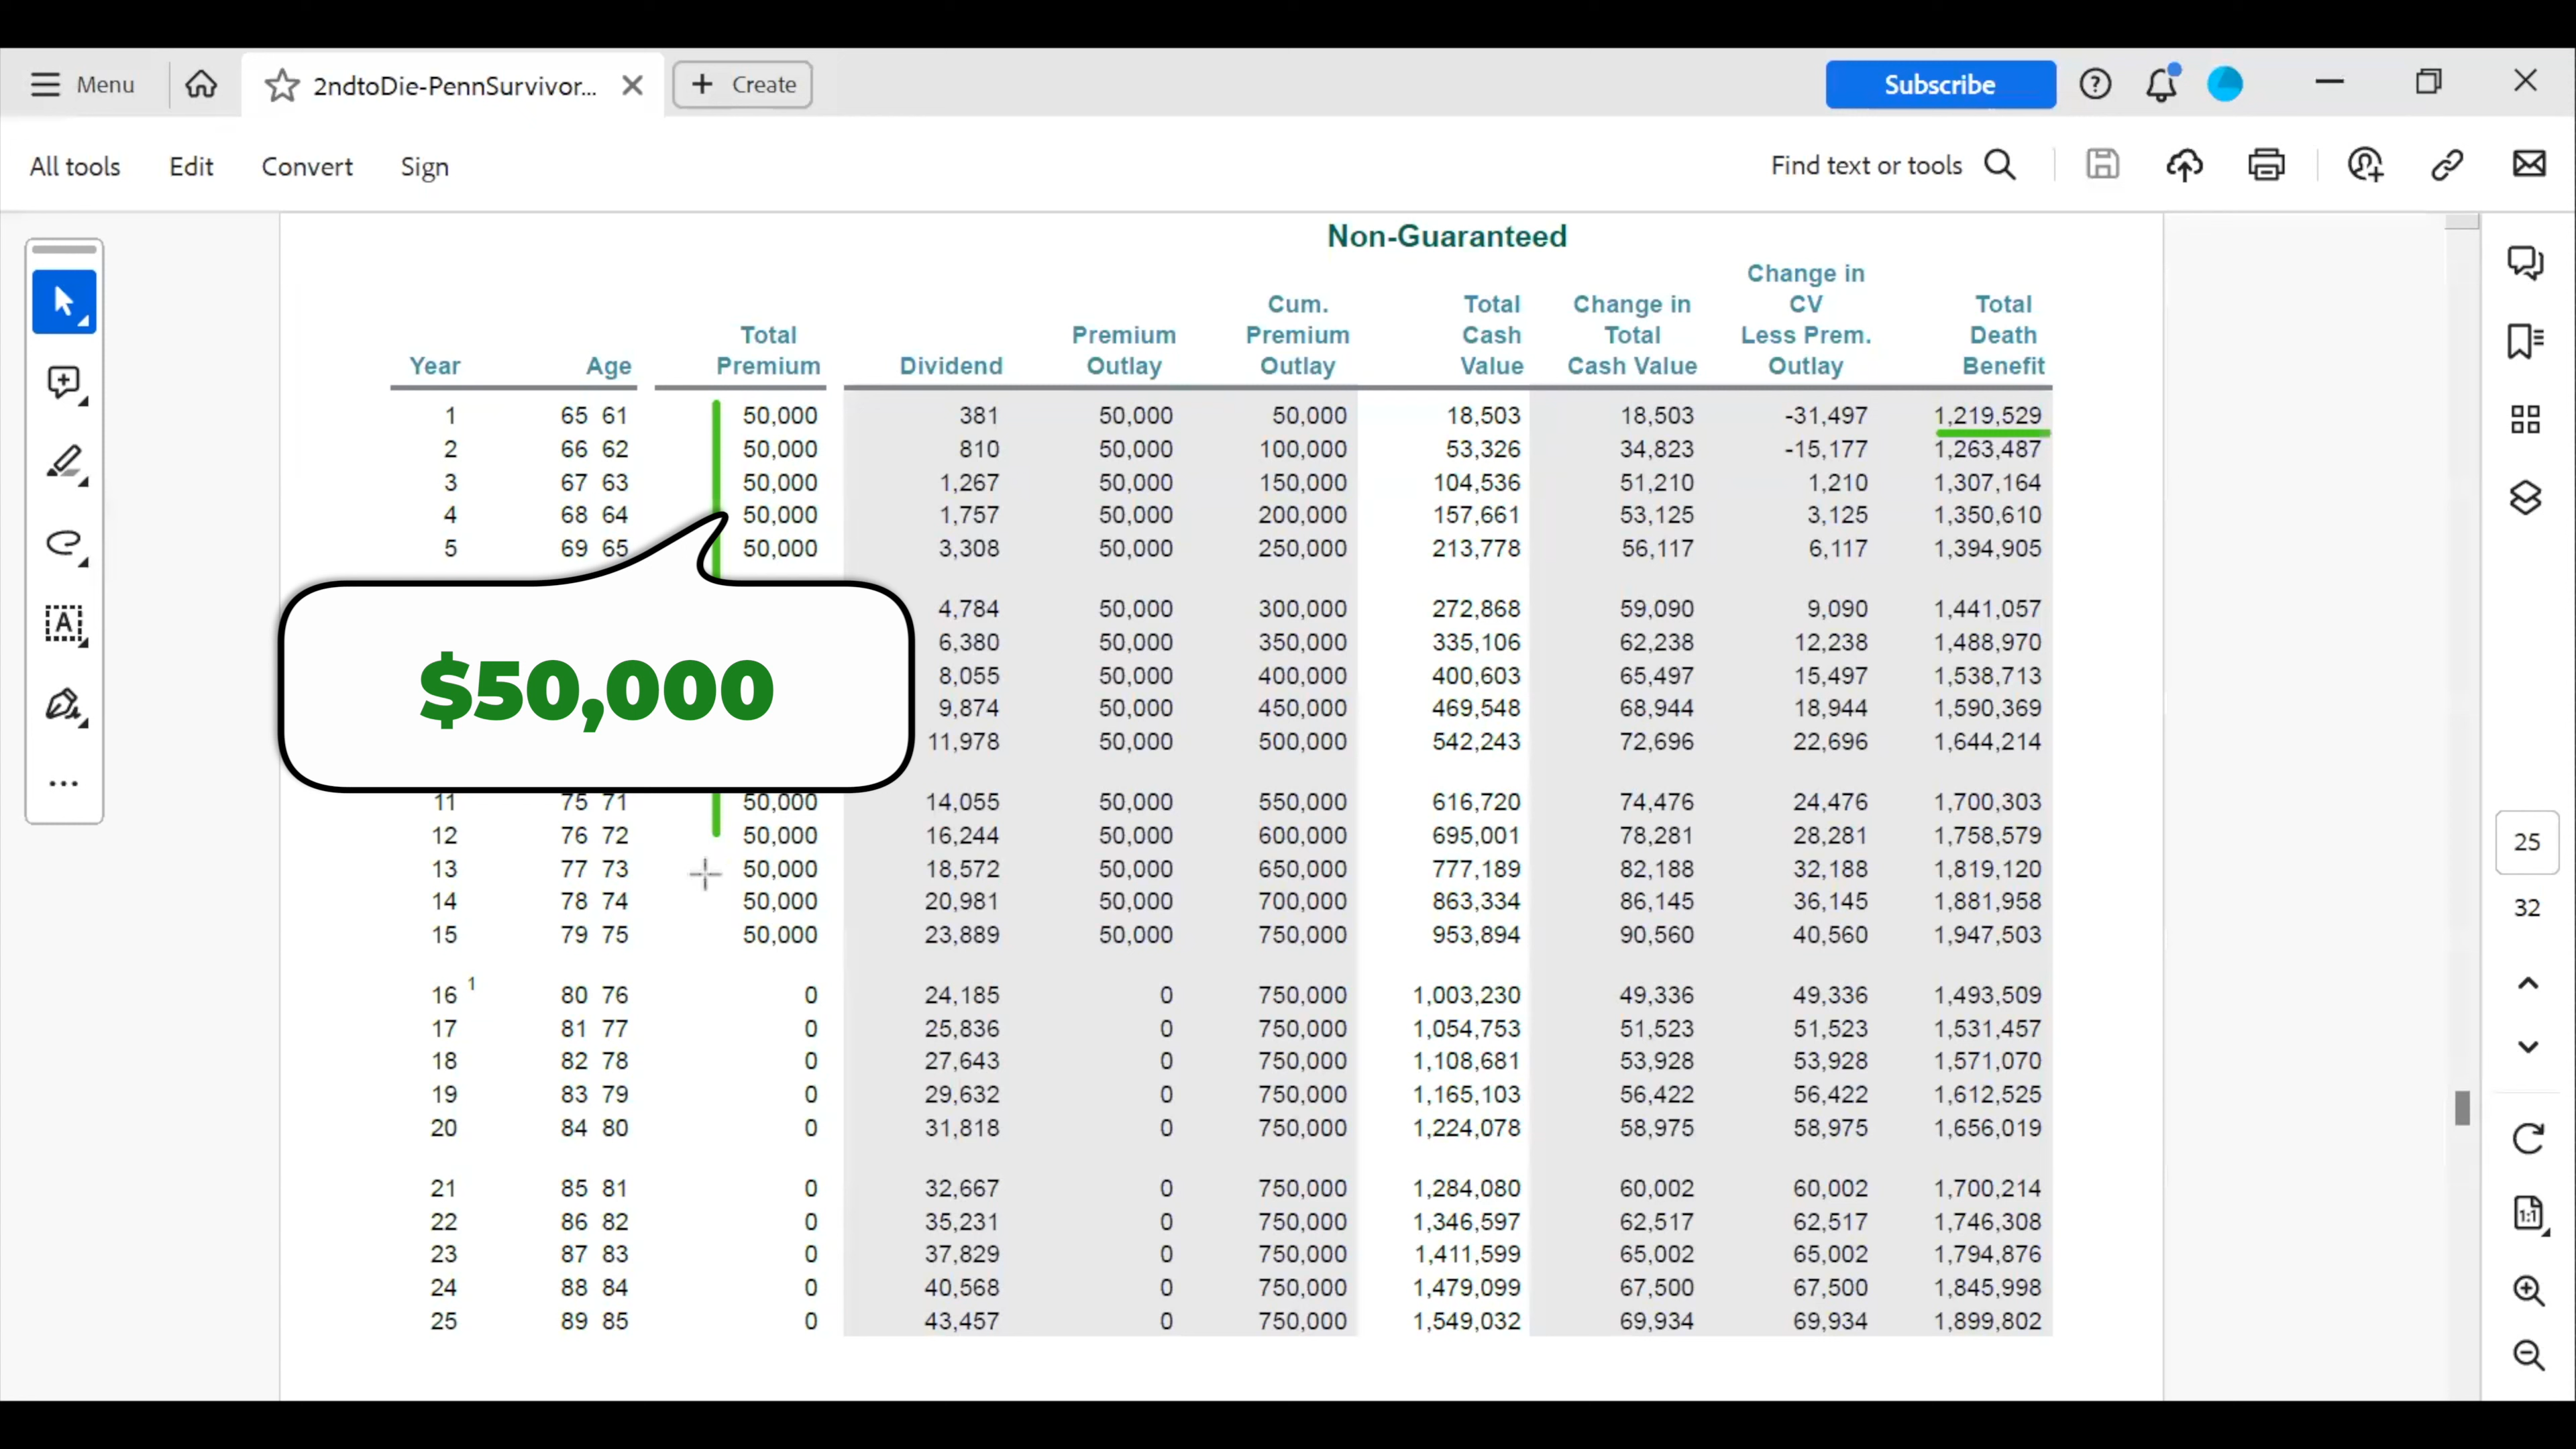 Menu 2ndtoDie-PennSurvivor... Create Subscribe
All tools Edit Convert Sign Find text or tools
Non-Guaranteed
Year Age Total Premium Dividend Premium Outlay Cum. Premium Outlay Total Cash Value Change in Total Cash Value Change in CV Less Prem. Outlay Total Death Benefit
1 65 61 50,000 381 50,000 50,000 18,503 18,503 -31,497 1,219,529
2 66 62 50,000 810 50,000 100,000 53,326 34,823 -15,177 1,263,487
3 67 63 50,000 1,267 50,000 150,000 104,536 51,210 1,210 1,307,164
4 68 64 50,000 1,757 50,000 200,000 157,661 53,125 3,125 1,350,610
5 69 65 50,000 3,308 50,000 250,000 213,778 56,117 6,117 1,394,905
4,784 50,000 300,000 272,868 59,090 9,090 1,441,057
6,380 50,000 350,000 335,106 62,238 12,238 1,488,970
$50,000
8,055 50,000 400,000 400,603 65,497 15,497 1,538,713
9,874 50,000 450,000 469,548 68,944 18,944 1,590,369
11,978 50,000 500,000 542,243 72,696 22,696 1,644,214
11 75 71 50,000 14,055 50,000 550,000 616,720 74,476 24,476 1,700,303
12 76 72 50,000 16,244 50,000 600,000 695,001 78,281 28,281 1,758,579
13 77 73 50,000 18,572 50,000 650,000 777,189 82,188 32,188 1,819,120
14 78 74 50,000 20,981 50,000 700,000 863,334 86,145 36,145 1,881,958
15 79 75 50,000 23,889 50,000 750,000 953,894 90,560 40,560 1,947,503
16 1 80 76 0 24,185 0 750,000 1,003,230 49,336 49,336 1,493,509
17 81 77 0 25,836 0 750,000 1,054,753 51,523 51,523 1,531,457
18 82 78 0 27,643 0 750,000 1,108,681 53,928 53,928 1,571,070
19 83 79 0 29,632 0 750,000 1,165,103 56,422 56,422 1,612,525
20 84 80 0 31,818 0 750,000 1,224,078 58,975 58,975 1,656,019
21 85 81 0 32,667 0 750,000 1,284,080 60,002 60,002 1,700,214
22 86 82 0 35,231 0 750,000 1,346,597 62,517 62,517 1,746,308
23 87 83 0 37,829 0 750,000 1,411,599 65,002 65,002 1,794,876
24 88 84 0 40,568 0 750,000 1,479,099 67,500 67,500 1,845,998
25 89 85 0 43,457 0 750,000 1,549,032 69,934 69,934 1,899,802
25
32
1:1